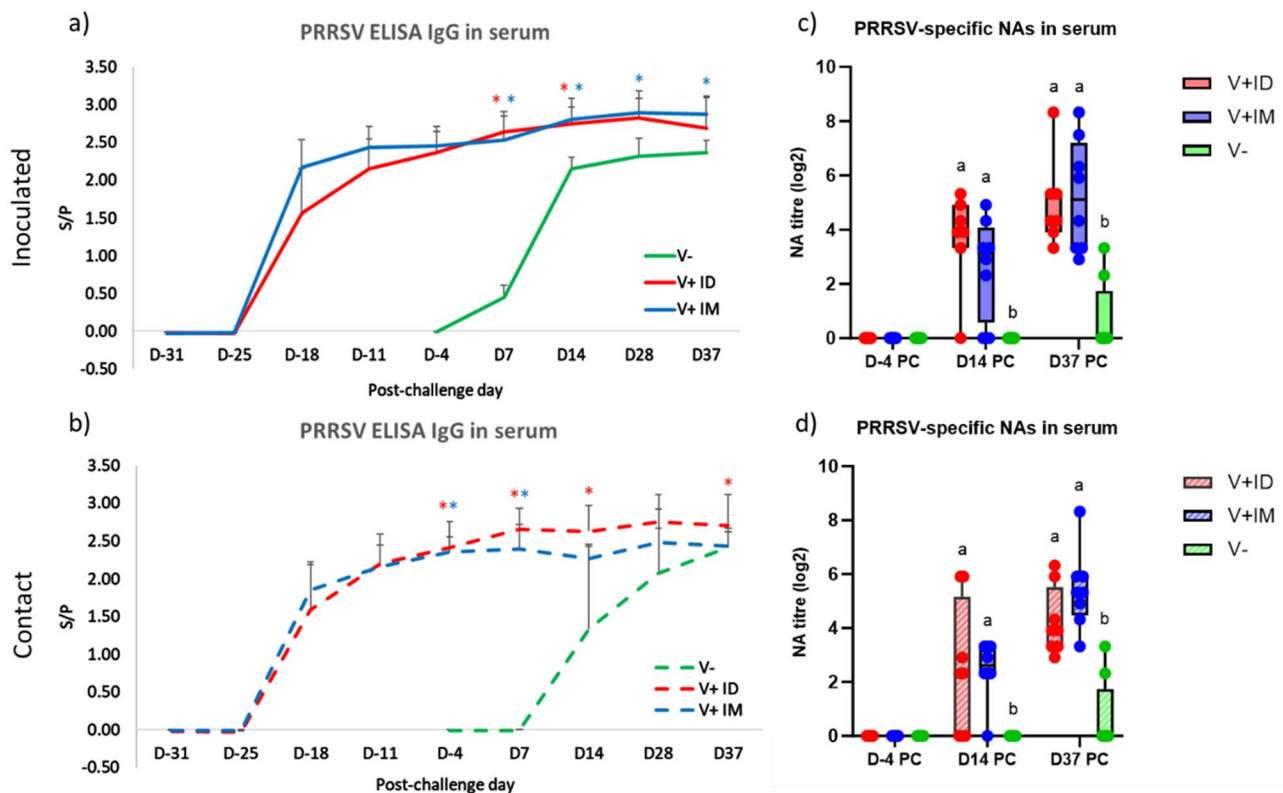 a)
PRRSV ELISA IgG in serum
Inoculated
S/P
3.50
3.00
2.50
2.00
1.50
1.00
0.50
0.00
-0.50
* * * * * *
V-
V+ ID
V+ IM
D-31 D-25 D-18 D-11 D-4 D7 D14 D28 D37
Post-challenge day
c)
PRRSV-specific NAs in serum
NA titre (log2)
10
8
6
4
2
0
a a b a a b
D-4 PC D14 PC D37 PC
V+ID
V+IM
V-
b)
PRRSV ELISA IgG in serum
Contact
S/P
3.50
3.00
2.50
2.00
1.50
1.00
0.50
0.00
-0.50
* * * * * *
V-
V+ ID
V+ IM
D-31 D-25 D-18 D-11 D-4 D7 D14 D28 D37
Post-challenge day
d)
PRRSV-specific NAs in serum
NA titre (log2)
10
8
6
4
2
0
a a b a a b
D-4 PC D14 PC D37 PC
V+ID
V+IM
V-